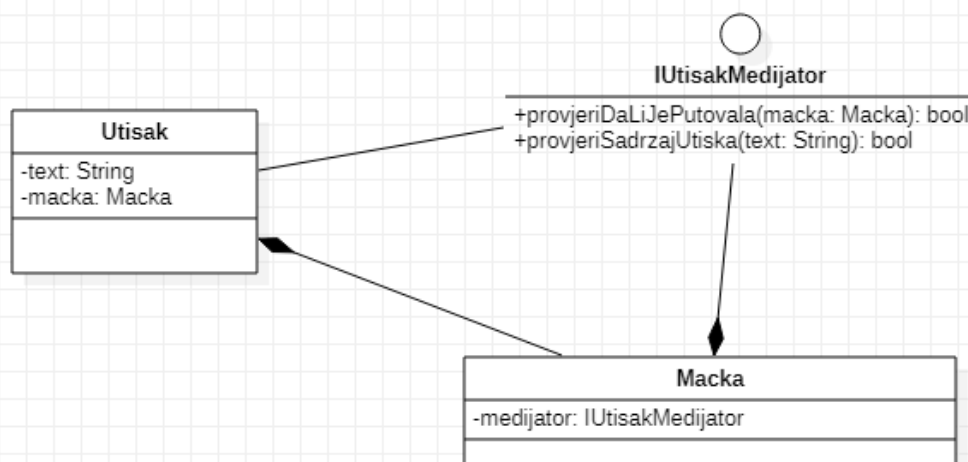 IUtisakMedijator
+provjeriDaLiJePutovala(macka: Macka): bool
+provjeriSadrzajUtiska(text: String): bool
Utisak
-text: String
-macka: Macka
Macka
-medijator: IUtisakMedijator